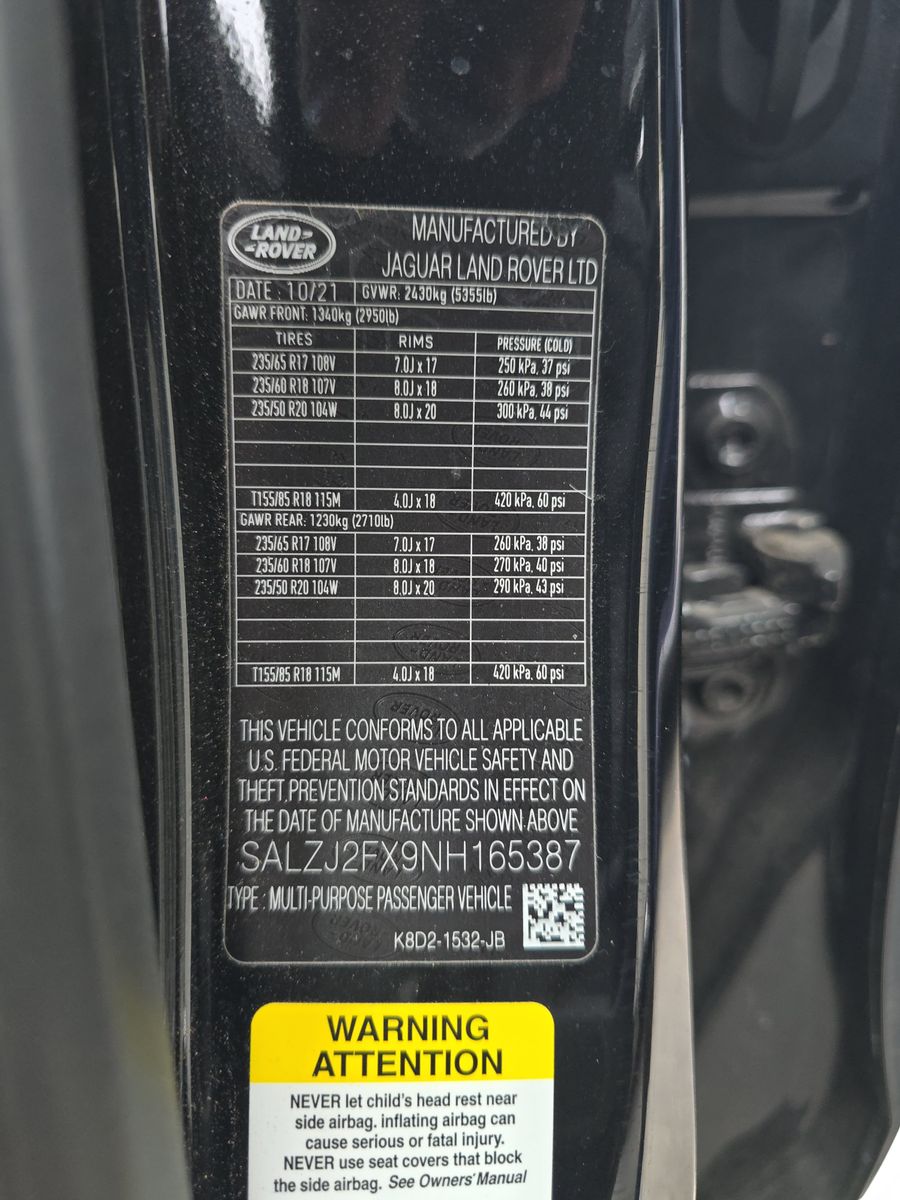 LAND-
-ROVER
MANUFACTURED BY
JAGUAR LAND ROVER LTD
DATE : 10/21 GVWR: 2430kg (5355lb)
GAWR FRONT: 1340kg (2950lb)
TIRES RIMS PRESSURE (COLD)
235/65 R17 108V 7.0J x 17 250 kPa, 37 psi
235/60 R18 107V 8.0J x 18 260 kPa, 38 psi
235/50 R20 104W 8.0J x 20 300 kPa, 44 psi
T155/85 R18 115M 4.0J x 18 420 kPa, 60 psi
GAWR REAR: 1230kg (2710lb)
235/65 R17 108V 7.0J x 17 260 kPa, 38 psi
235/60 R18 107V 8.0J x 18 270 kPa, 40 psi
235/50 R20 104W 8.0J x 20 290 kPa, 43 psi
T155/85 R18 115M 4.0J x 18 420 kPa, 60 psi
THIS VEHICLE CONFORMS TO ALL APPLICABLE
U.S. FEDERAL MOTOR VEHICLE SAFETY AND
THEFT PREVENTION STANDARDS IN EFFECT ON
THE DATE OF MANUFACTURE SHOWN ABOVE
SALZJ2FX9NH165387
TYPE : MULTI-PURPOSE PASSENGER VEHICLE
K8D2-1532-JB
WARNING
ATTENTION
NEVER let child's head rest near
side airbag. inflating airbag can
cause serious or fatal injury.
NEVER use seat covers that block
the side airbag. See Owners' Manual